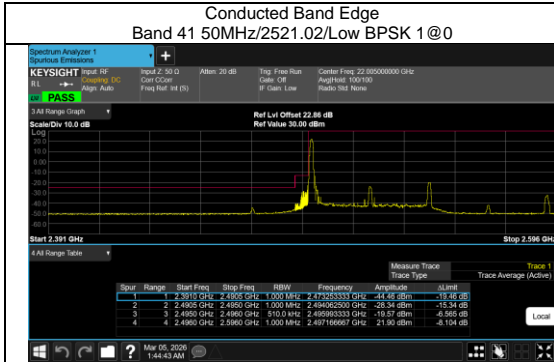 Conducted Band Edge
Band 41 50MHz/2521.02/Low BPSK 1@0
Spectrum Analyzer 1
Spurious Emissions
KEYSIGHT Input: RF Input Z: 50 Ω Atten: 20 dB Trig: Free Run Center Freq: 22.005000000 GHz
RL Coupling: DC Corr CCorr Gate: Off Avg|Hold: 100/100
Align: Auto Freq Ref: Int (S) IF Gain: Low Radio Std: None
PASS
3 All Range Graph
Ref Lvl Offset 22.86 dB
Scale/Div 10.0 dB Ref Value 30.00 dBm
Log
20.0
10.0
0.00
-10.0
-20.0
-30.0
-40.0
-50.0
-60.0
Start 2.391 GHz Stop 2.596 GHz
4 All Range Table
Measure Trace Trace 1
Trace Type Trace Average (Active)
Spur Range Start Freq Stop Freq RBW Frequency Amplitude ΔLimit
1 1 2.3910 GHz 2.4905 GHz 1.000 MHz 2.473253333 GHz -44.46 dBm -19.46 dB
2 2 2.4905 GHz 2.4950 GHz 1.000 MHz 2.494062500 GHz -28.34 dBm -15.34 dB
3 3 2.4950 GHz 2.4960 GHz 510.0 kHz 2.495993333 GHz -19.57 dBm -6.565 dB
4 4 2.4960 GHz 2.5960 GHz 1.000 MHz 2.497166667 GHz 21.90 dBm -8.104 dB
Local
Mar 05, 2026
1:44:43 AM